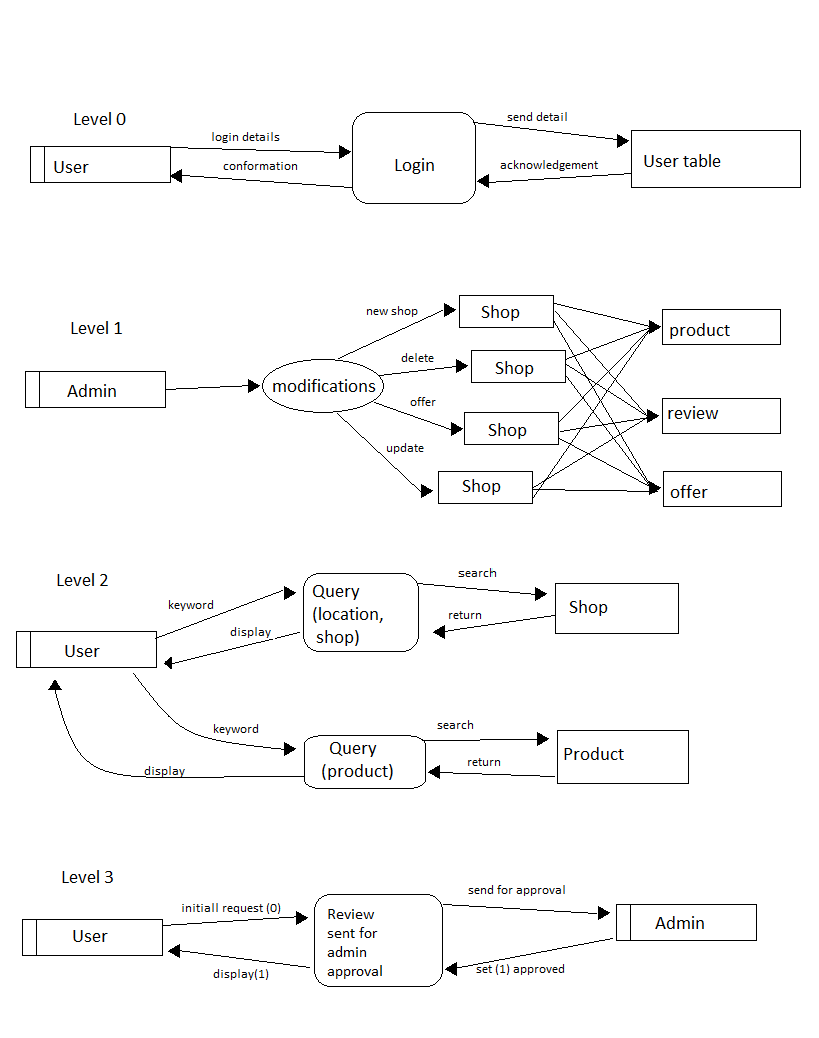 Level 0
login details
send detail
User
conformation
Login
acknowledgement
User table
Level 1
new shop
Shop
product
delete
Shop
Admin
modifications
offer
Shop
review
update
Shop
offer
Level 2
keyword
Query
(location,
shop)
search
return
Shop
display
User
keyword
Query
(product)
search
return
Product
display
Level 3
initiall request (0)
send for approval
User
Review
sent for
admin
approval
Admin
display(1)
set (1) approved